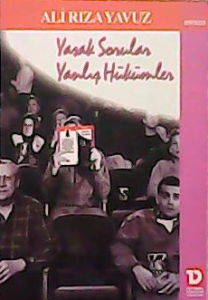 ALİ RIZA YAVUZ
Yasak Sorular
Yanlış Hükümler